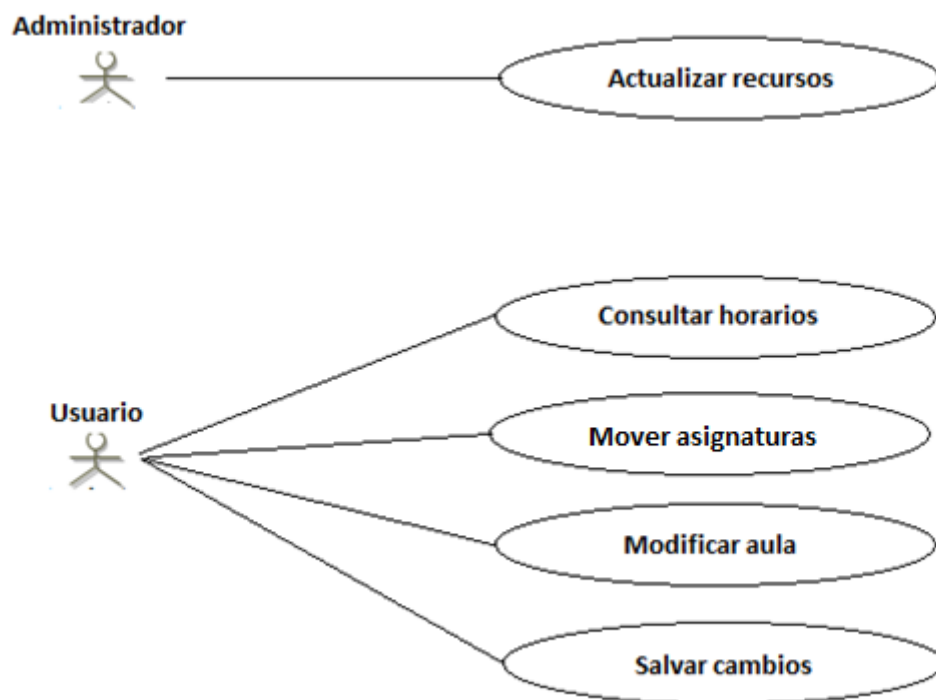 Administrador
Actualizar recursos
Consultar horarios
Usuario
Mover asignaturas
Modificar aula
Salvar cambios